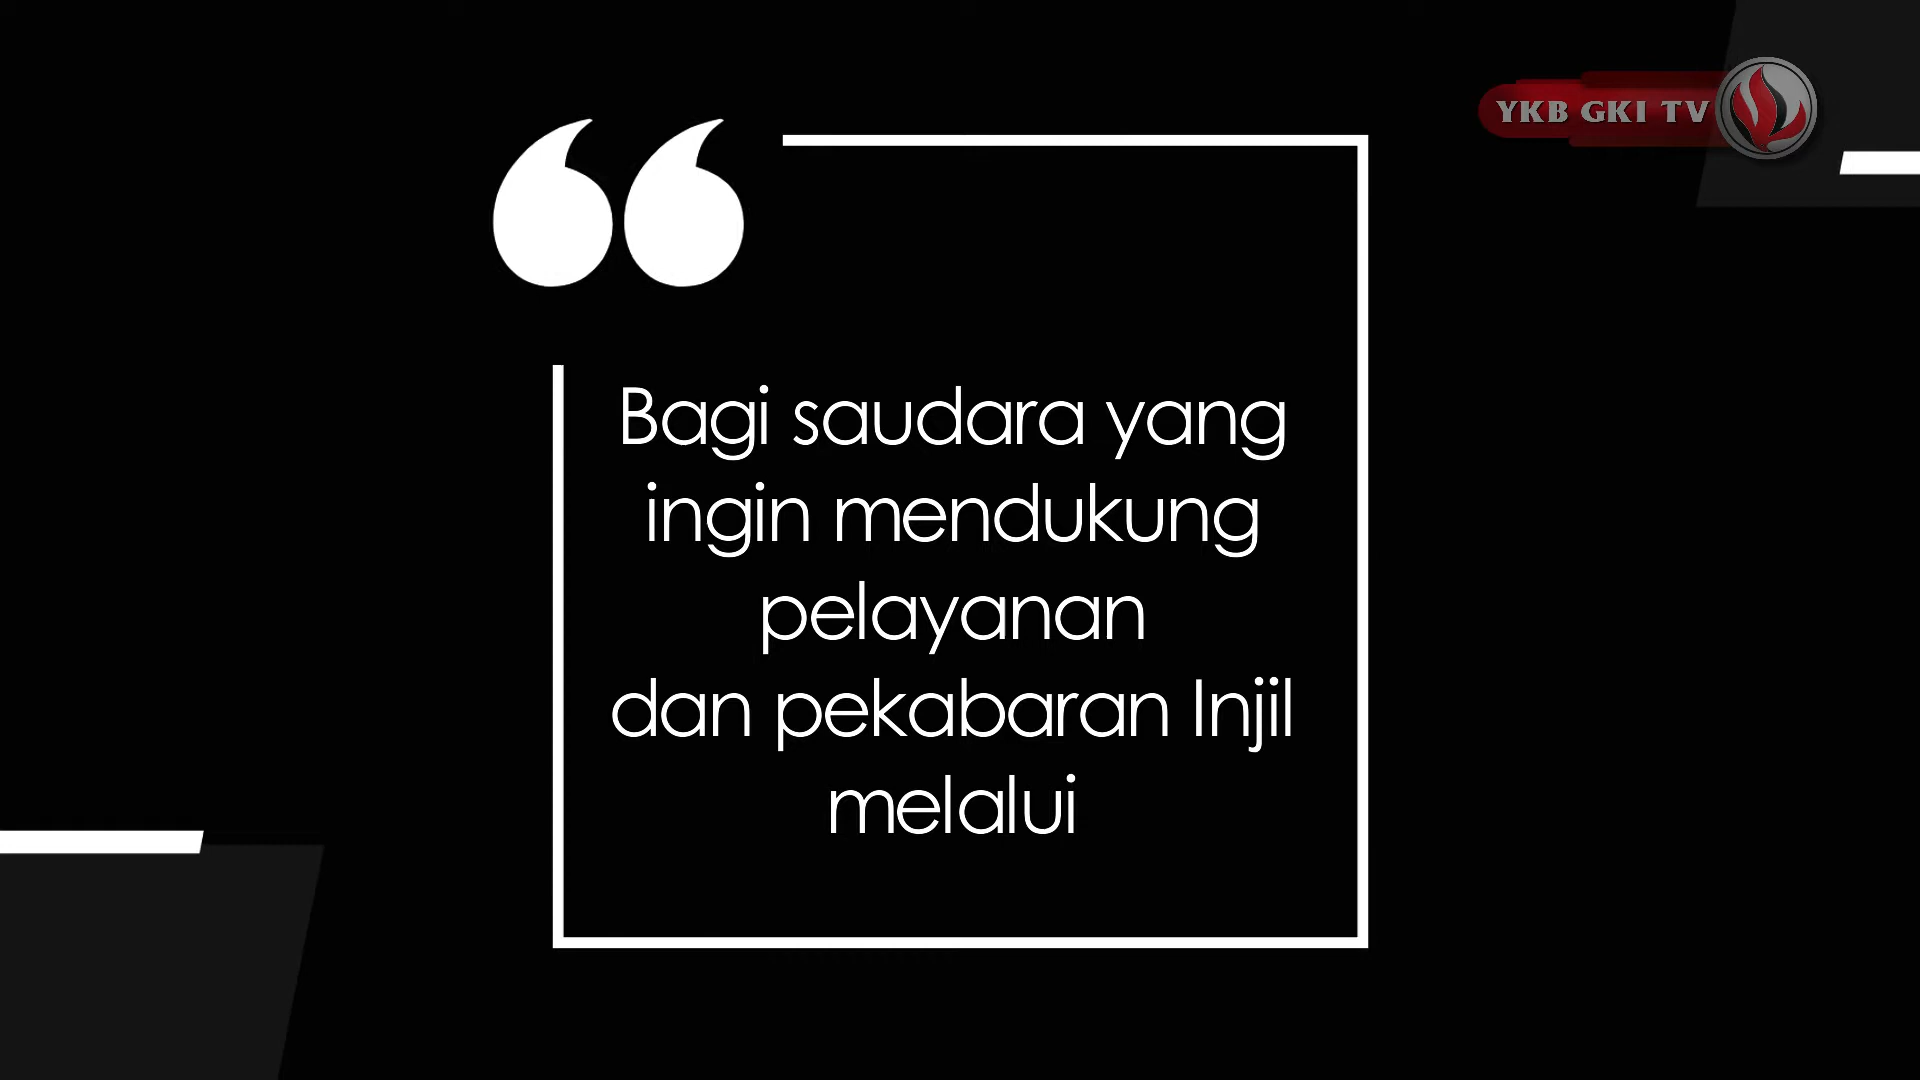 YKB GKI TV
Bagi saudara yang
ingin mendukung
pelayanan
dan pekabaran Injil
melalui